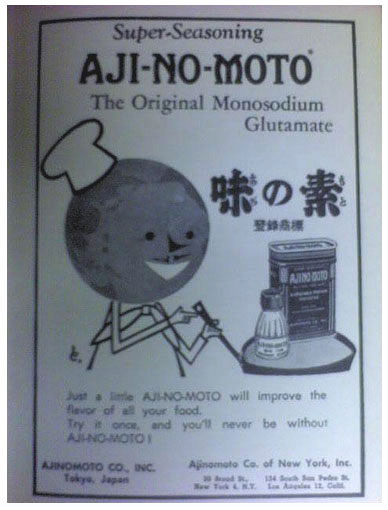 Super-Seasoning
AJI-NO-MOTO®
The Original Monosodium
Glutamate
味の素
登錄商標
AJI-NO-MOTO
Just a little AJI-NO-MOTO will improve the
flavor of all your food.
Try it once, and you'll never be without
AJI-NO-MOTO!
AJINOMOTO CO., INC.
Tokyo, Japan
Ajinomoto Co. of New York, Inc.
30 Broad St., 134 South San Pedro St.
New York 4, N.Y. Los Angeles 12, Calif.